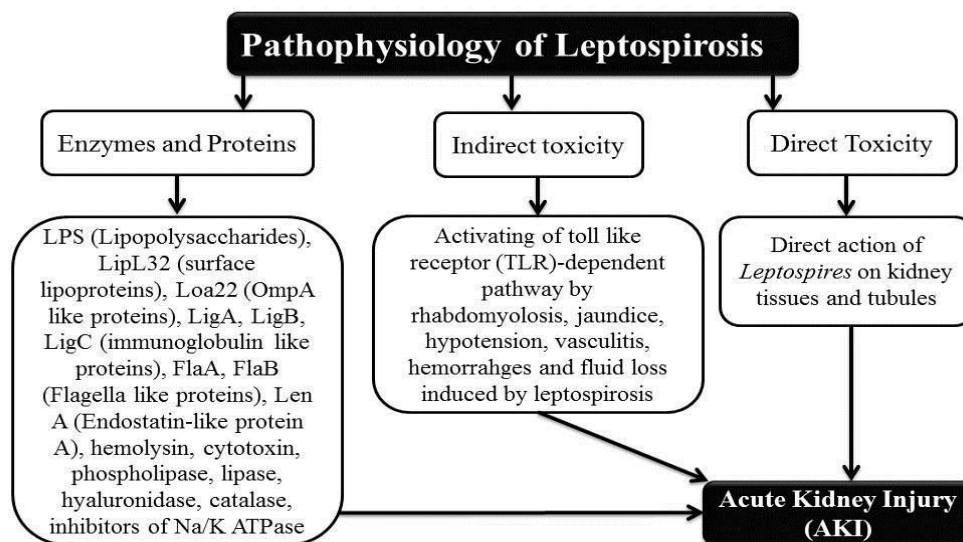 Pathophysiology of Leptospirosis
Enzymes and Proteins
Indirect toxicity
Direct Toxicity
LPS (Lipopolysaccharides),
LipL32 (surface
lipoproteins), Loa22 (OmpA
like proteins), LigA, LigB,
LigC (immunoglobulin like
proteins), FlaA, FlaB
(Flagella like proteins), Len
A (Endostatin-like protein
A), hemolysin, cytotoxin,
phospholipase, lipase,
hyaluronidase, catalase,
inhibitors of Na/K ATPase
Activating of toll like
receptor (TLR)-dependent
pathway by
rhabdomyolosis, jaundice,
hypotension, vasculitis,
hemorrahges and fluid loss
induced by leptospirosis
Direct action of
Leptospires on kidney
tissues and tubules
Acute Kidney Injury
(AKI)